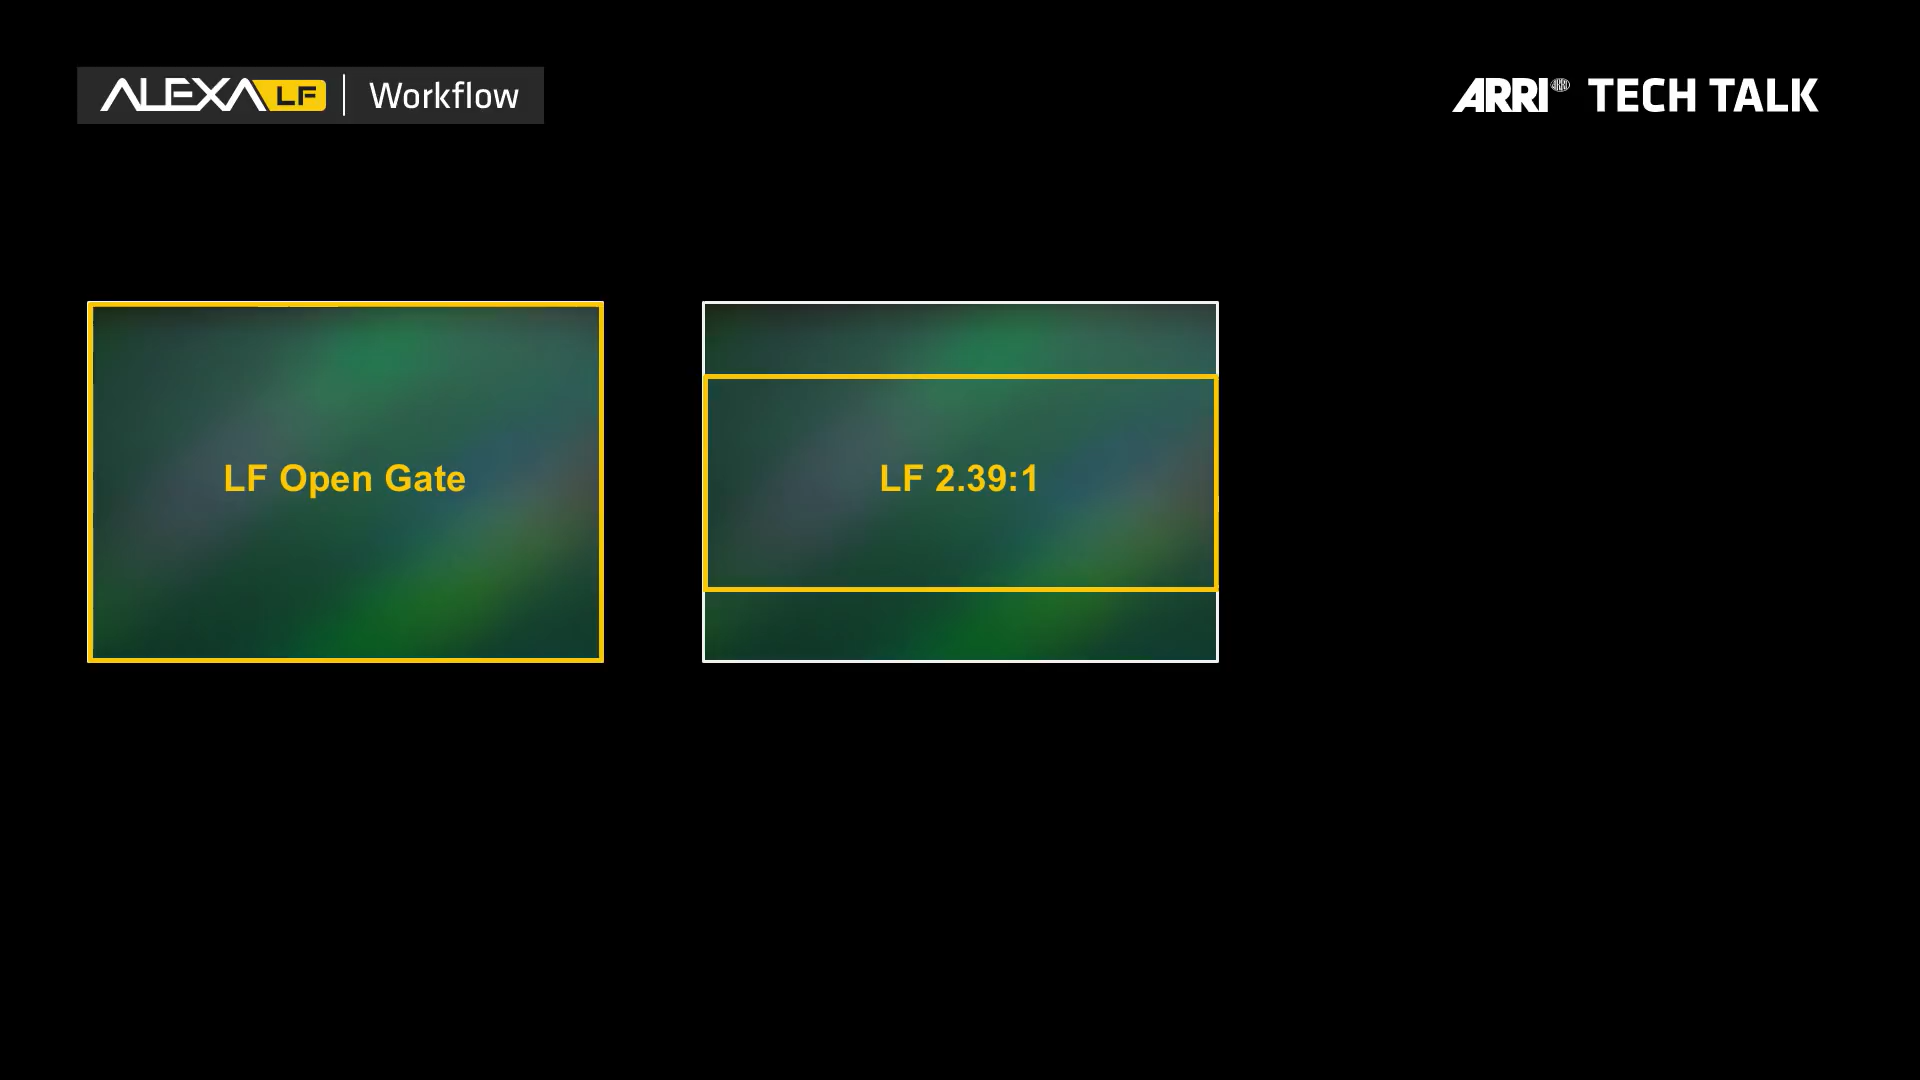 ALEXA LF | Workflow
ARRI TECH TALK
LF Open Gate
LF 2.39:1